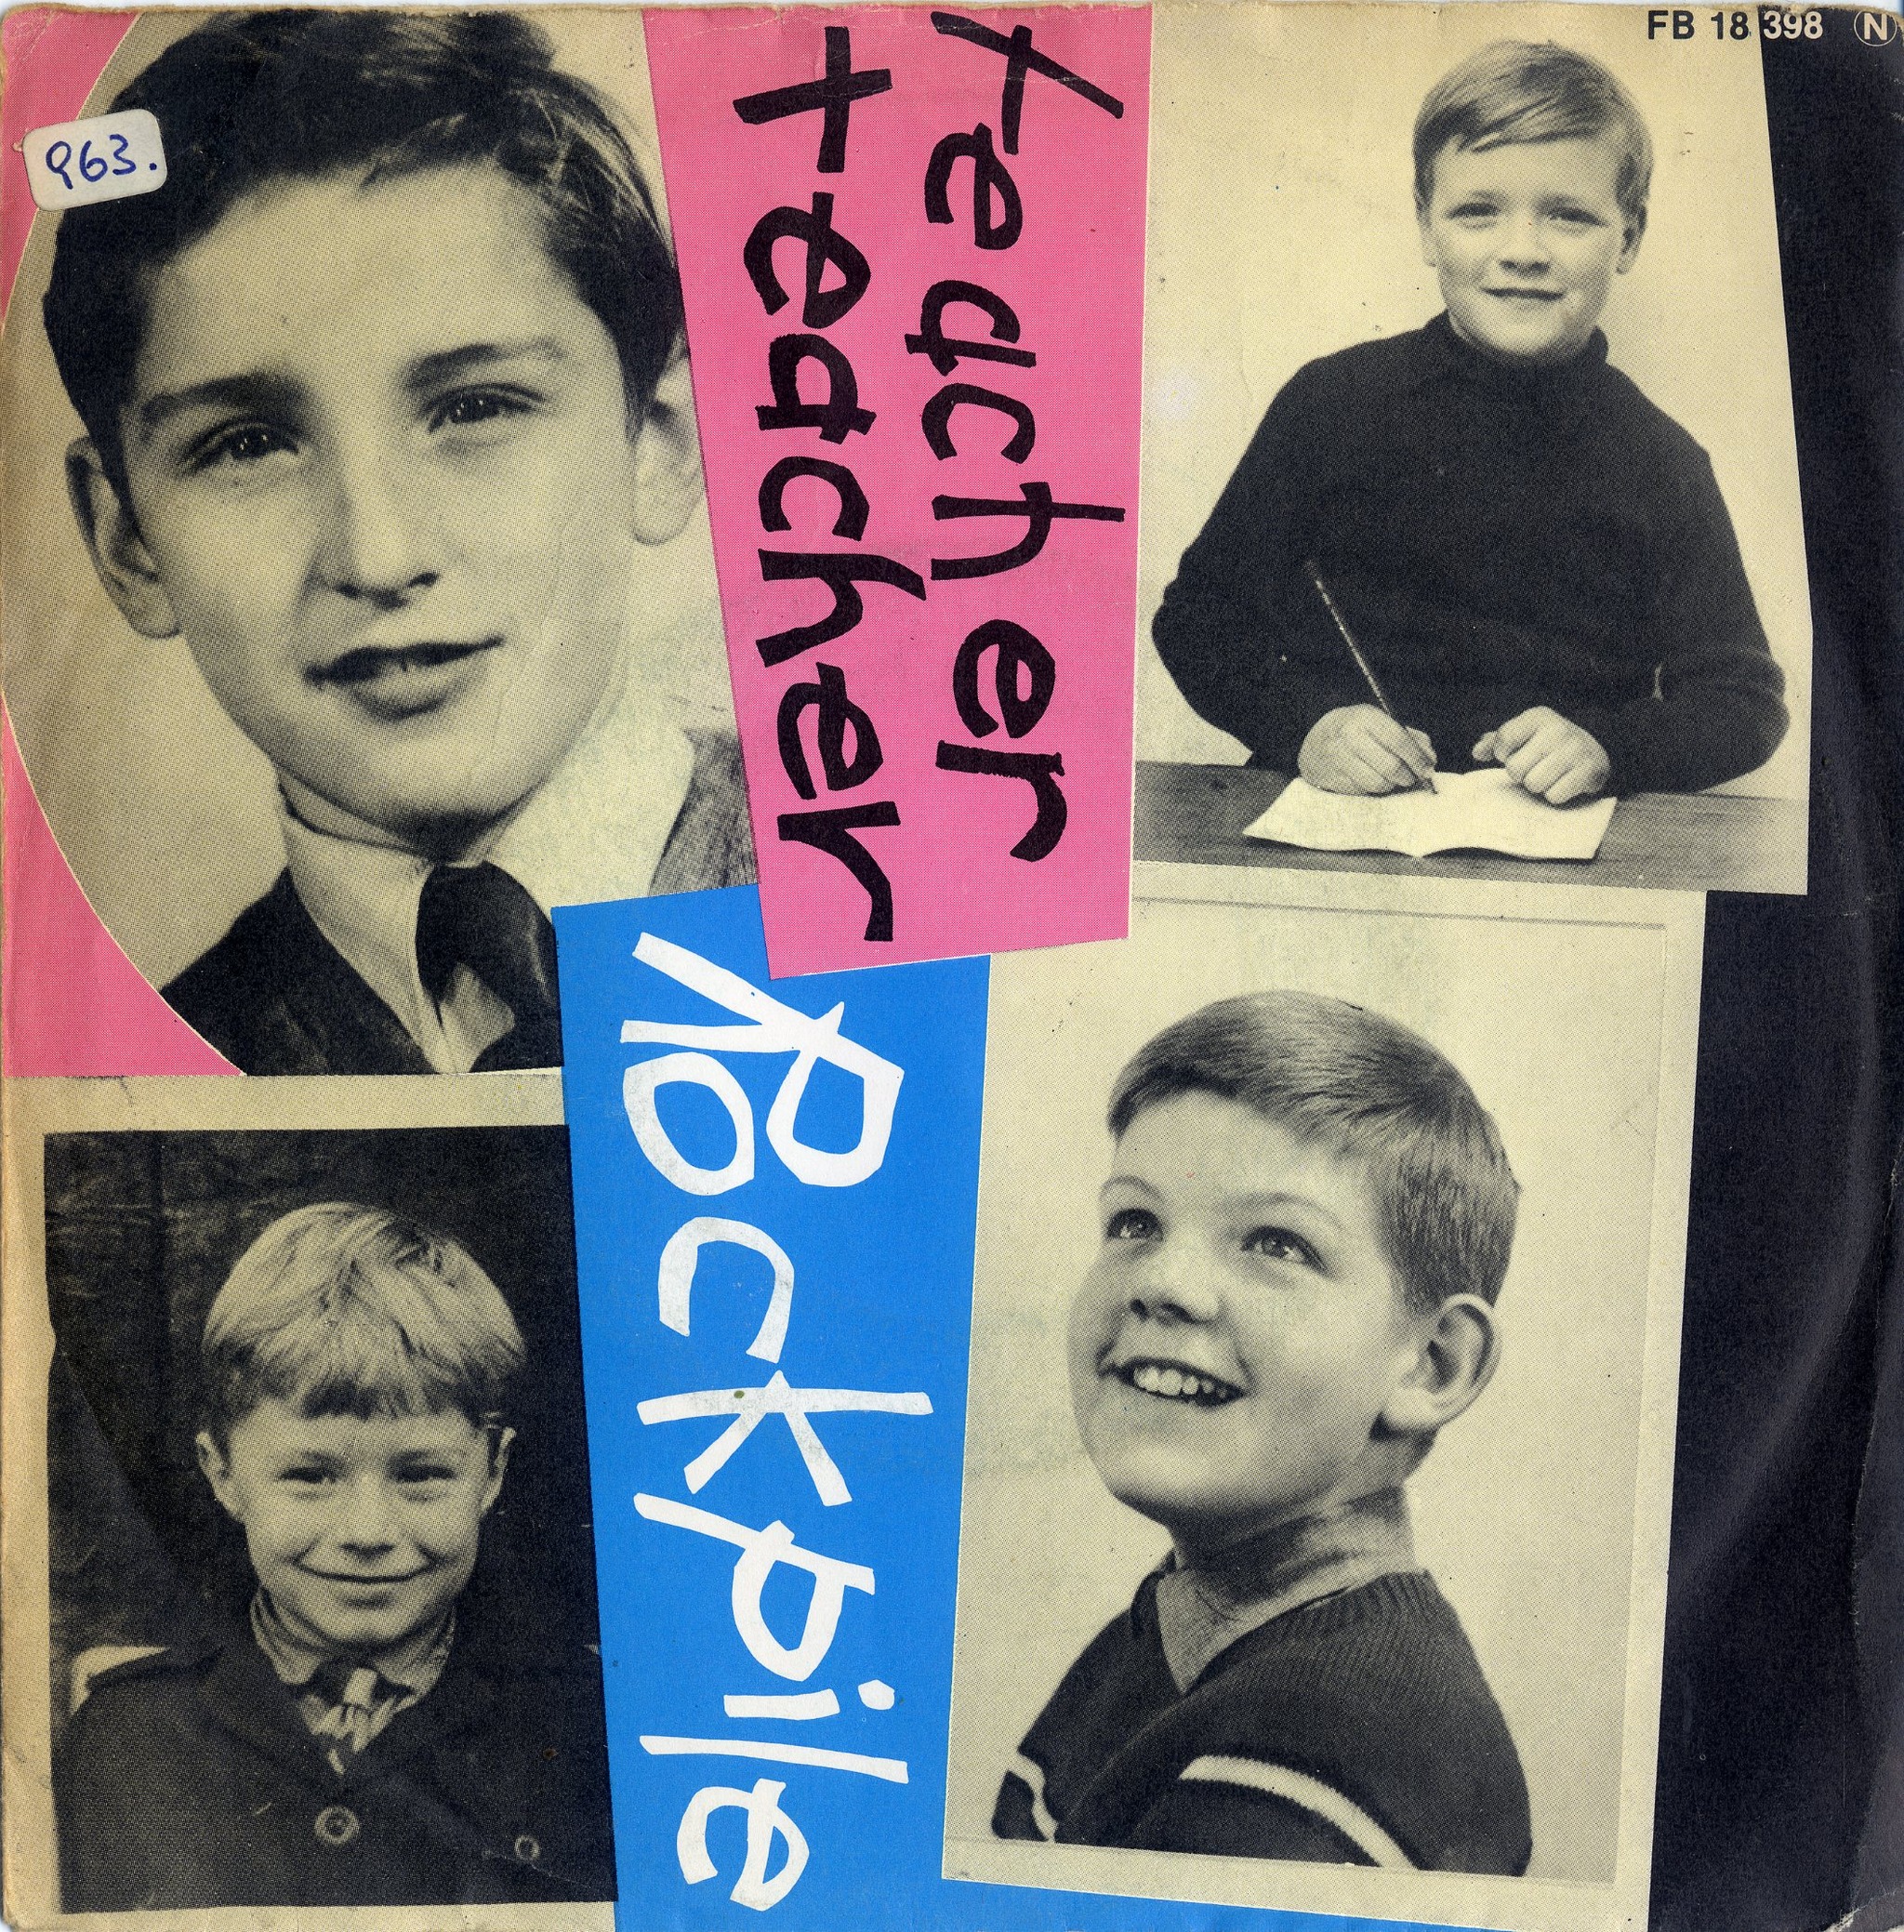 FB 18 398 N
963.
teacher
teacher
Rockpile